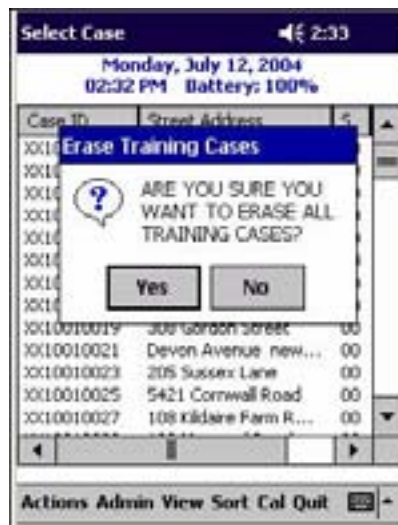 Select Case 2:33
Monday, July 12, 2004
02:32 PM Battery: 100%
Case ID Street Address S
Erase Training Cases
ARE YOU SURE YOU
WANT TO ERASE ALL
TRAINING CASES?
Yes No
XX10010019 308 Gordon Street 00
XX10010021 Devon Avenue new... 00
XX10010023 205 Sussex Lane 00
XX10010025 5421 Cornwall Road 00
XX10010027 108 Kildaire Farm R... 00
Actions Admin View Sort Cal Quit